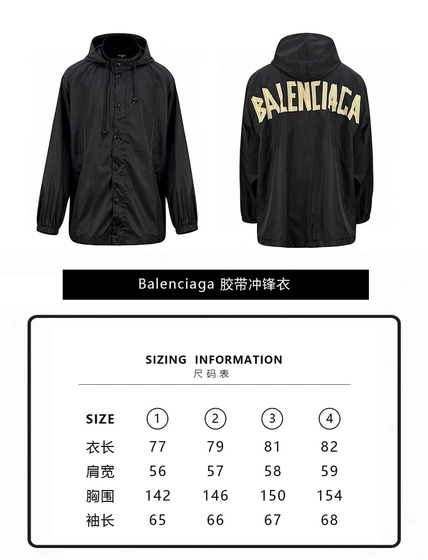 BALENCIAGA
Balenciaga 胶带冲锋衣
SIZING INFORMATION
尺码表
SIZE 1 2 3 4
衣长 77 79 81 82
肩宽 56 57 58 59
胸围 142 146 150 154
袖长 65 66 67 68